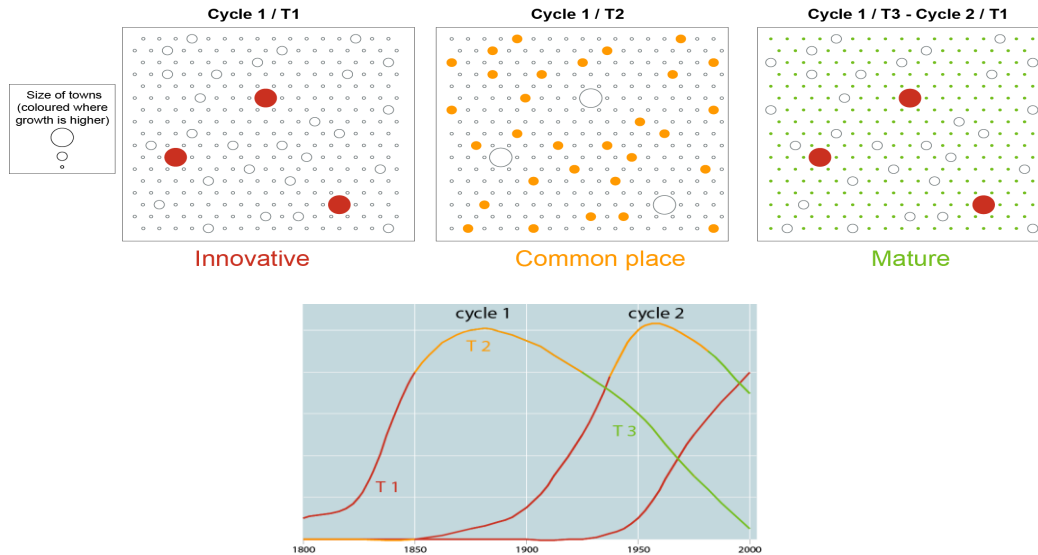 Cycle 1 / T1
Cycle 1 / T2
Cycle 1 / T3 - Cycle 2 / T1
Size of towns
(coloured where
growth is higher)
Innovative
Common place
Mature
cycle 1
cycle 2
T 2
T 3
T 1
1800
1850
1900
1950
2000